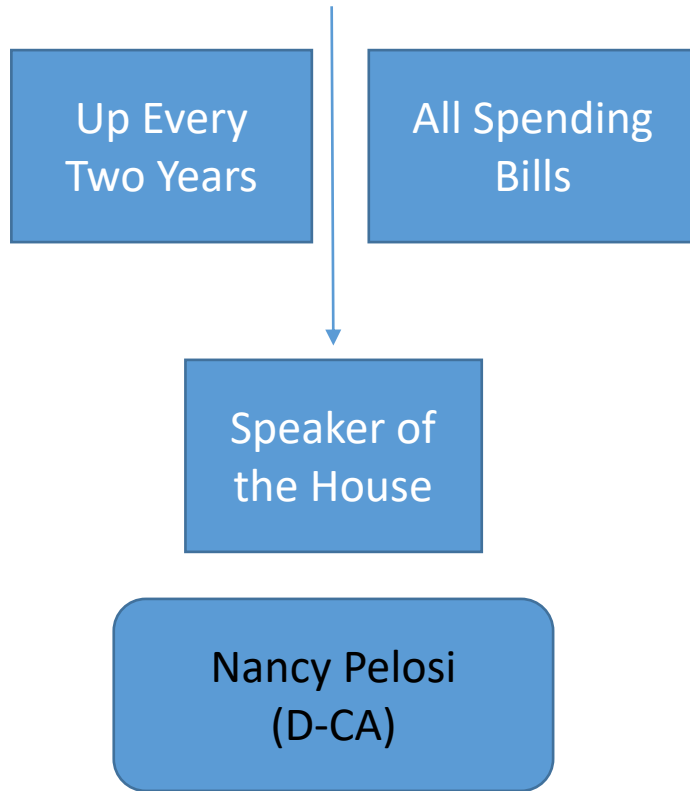 Up Every
Two Years
All Spending
Bills
Speaker of
the House
Nancy Pelosi
(D-CA)